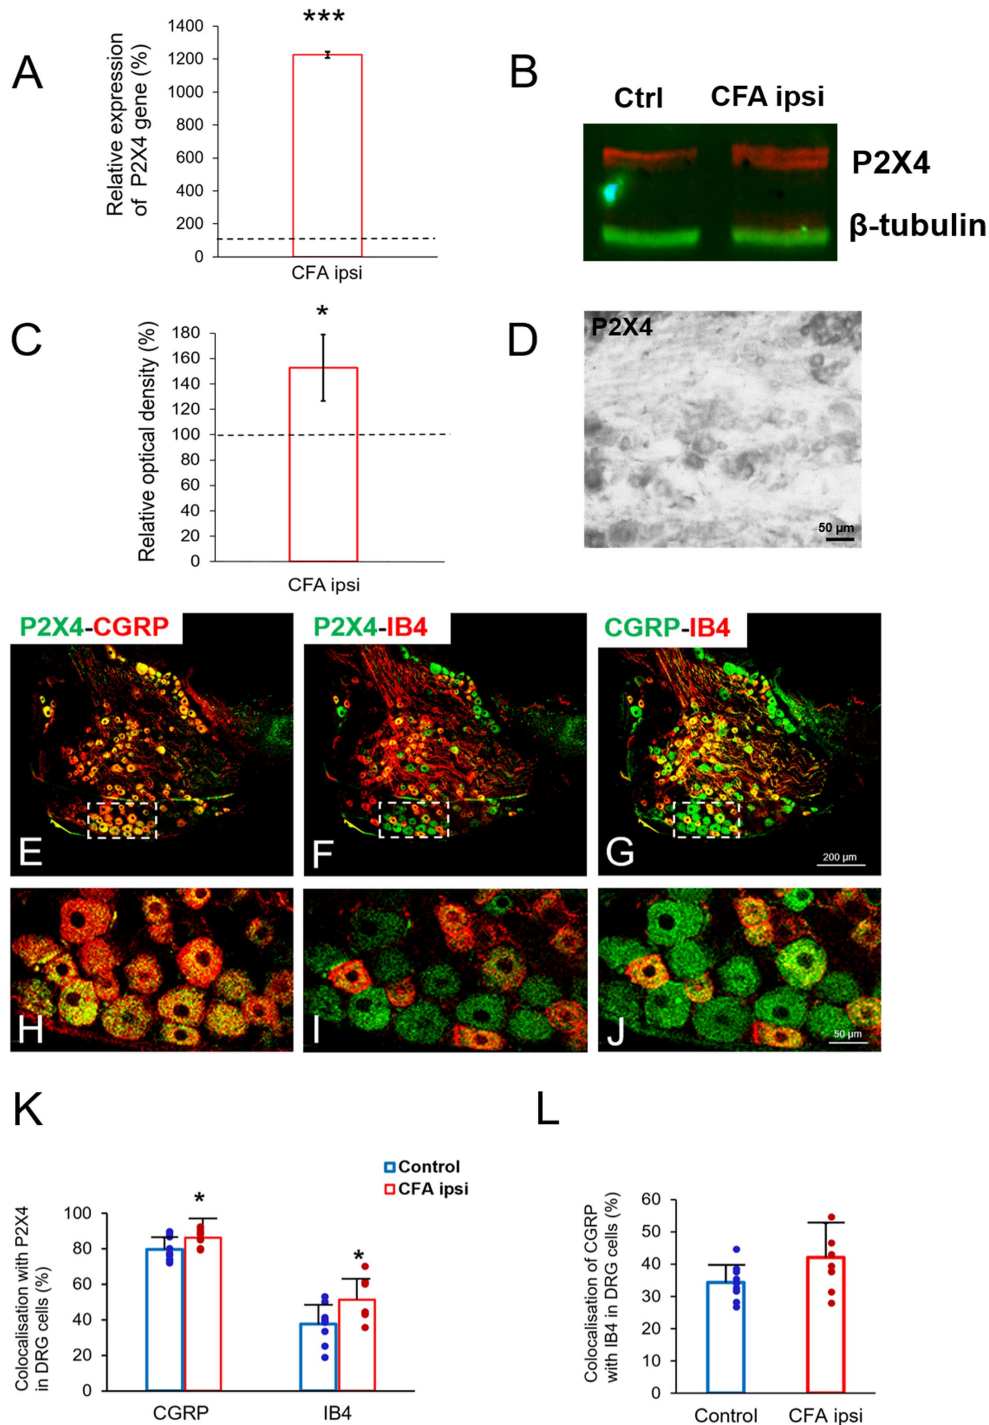 A
Relative expression
of P2X4 gene (%)
1400
1200
1000
800
600
400
200
0
***
CFA ipsi
B
Ctrl
CFA ipsi
P2X4
β-tubulin
C
Relative optical density (%)
180
160
140
120
100
80
60
40
20
0
*
CFA ipsi
D
P2X4
50 µm
P2X4-CGRP
P2X4-IB4
CGRP-IB4
E
F
G
200 µm
H
I
J
50 µm
K
Control
CFA ipsi
Colocalisation with P2X4
in DRG cells (%)
100
80
60
40
20
0
*
*
CGRP
IB4
L
Colocalisation of CGRP
with IB4 in DRG cells (%)
60
50
40
30
20
10
0
Control
CFA ipsi